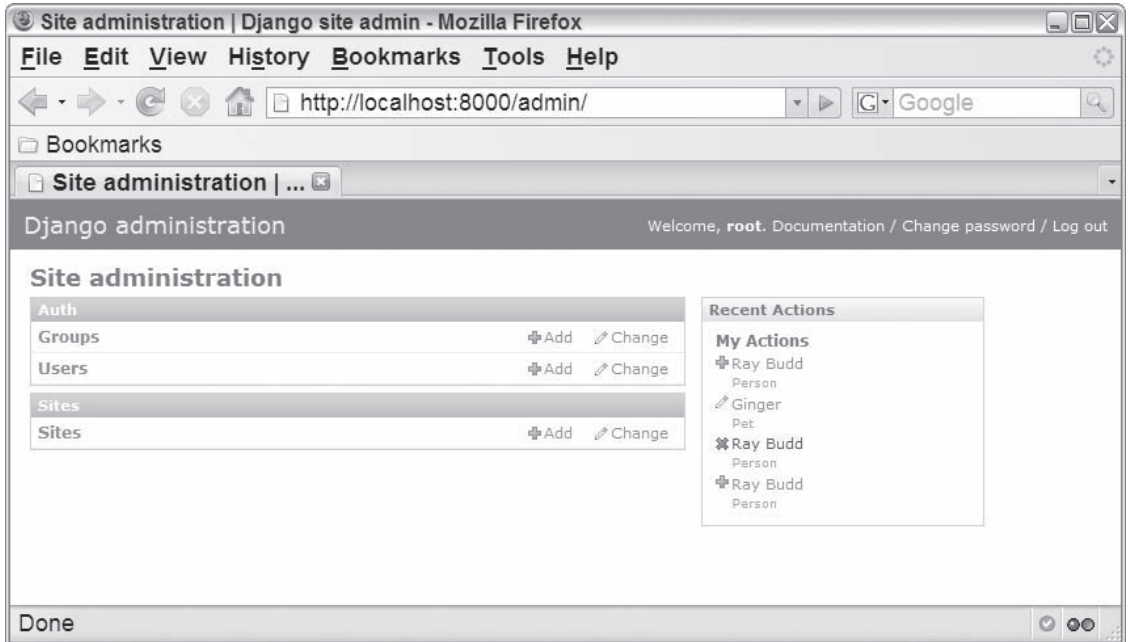 Site administration | Django site admin - Mozilla Firefox
File Edit View History Bookmarks Tools Help
http://localhost:8000/admin/
G Google
Bookmarks
Site administration | ...
Django administration
Welcome, root. Documentation / Change password / Log out
Site administration
Auth
Groups Add Change
Users Add Change
Sites
Sites Add Change
Recent Actions
My Actions
Ray Budd
Person
Ginger
Pet
Ray Budd
Person
Ray Budd
Person
Done